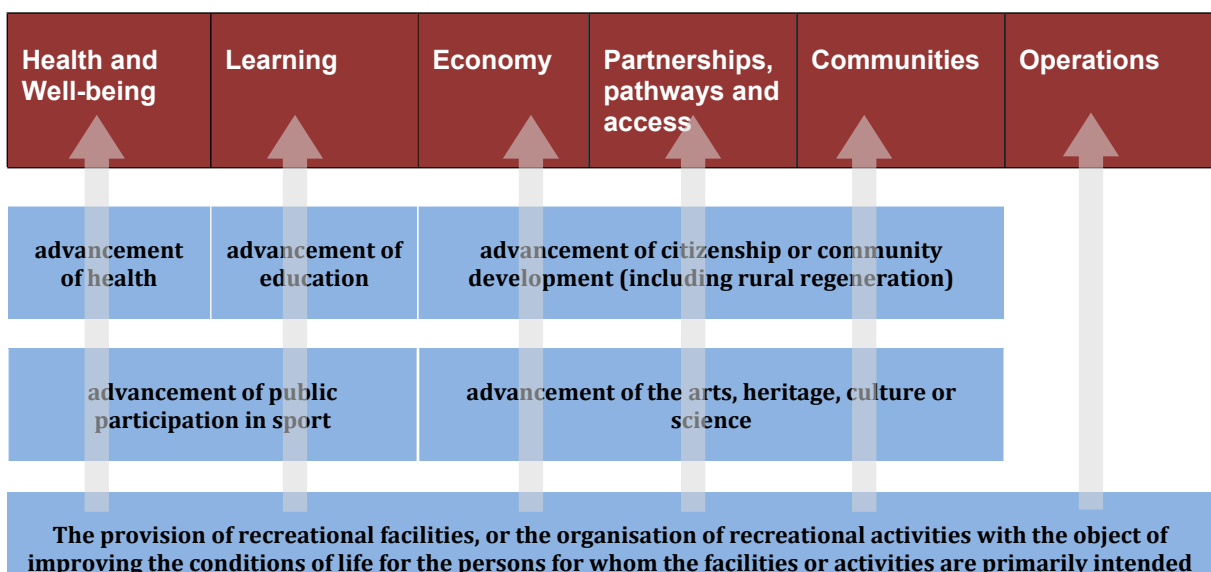 Health and
Well-being
Learning
Economy
Partnerships,
pathways and
access
Communities
Operations
advancement
of health
advancement of
education
advancement of citizenship or community
development (including rural regeneration)
advancement of public
participation in sport
advancement of the arts, heritage, culture or
science
The provision of recreational facilities, or the organisation of recreational activities with the object of
improving the conditions of life for the persons for whom the facilities or activities are primarily intended